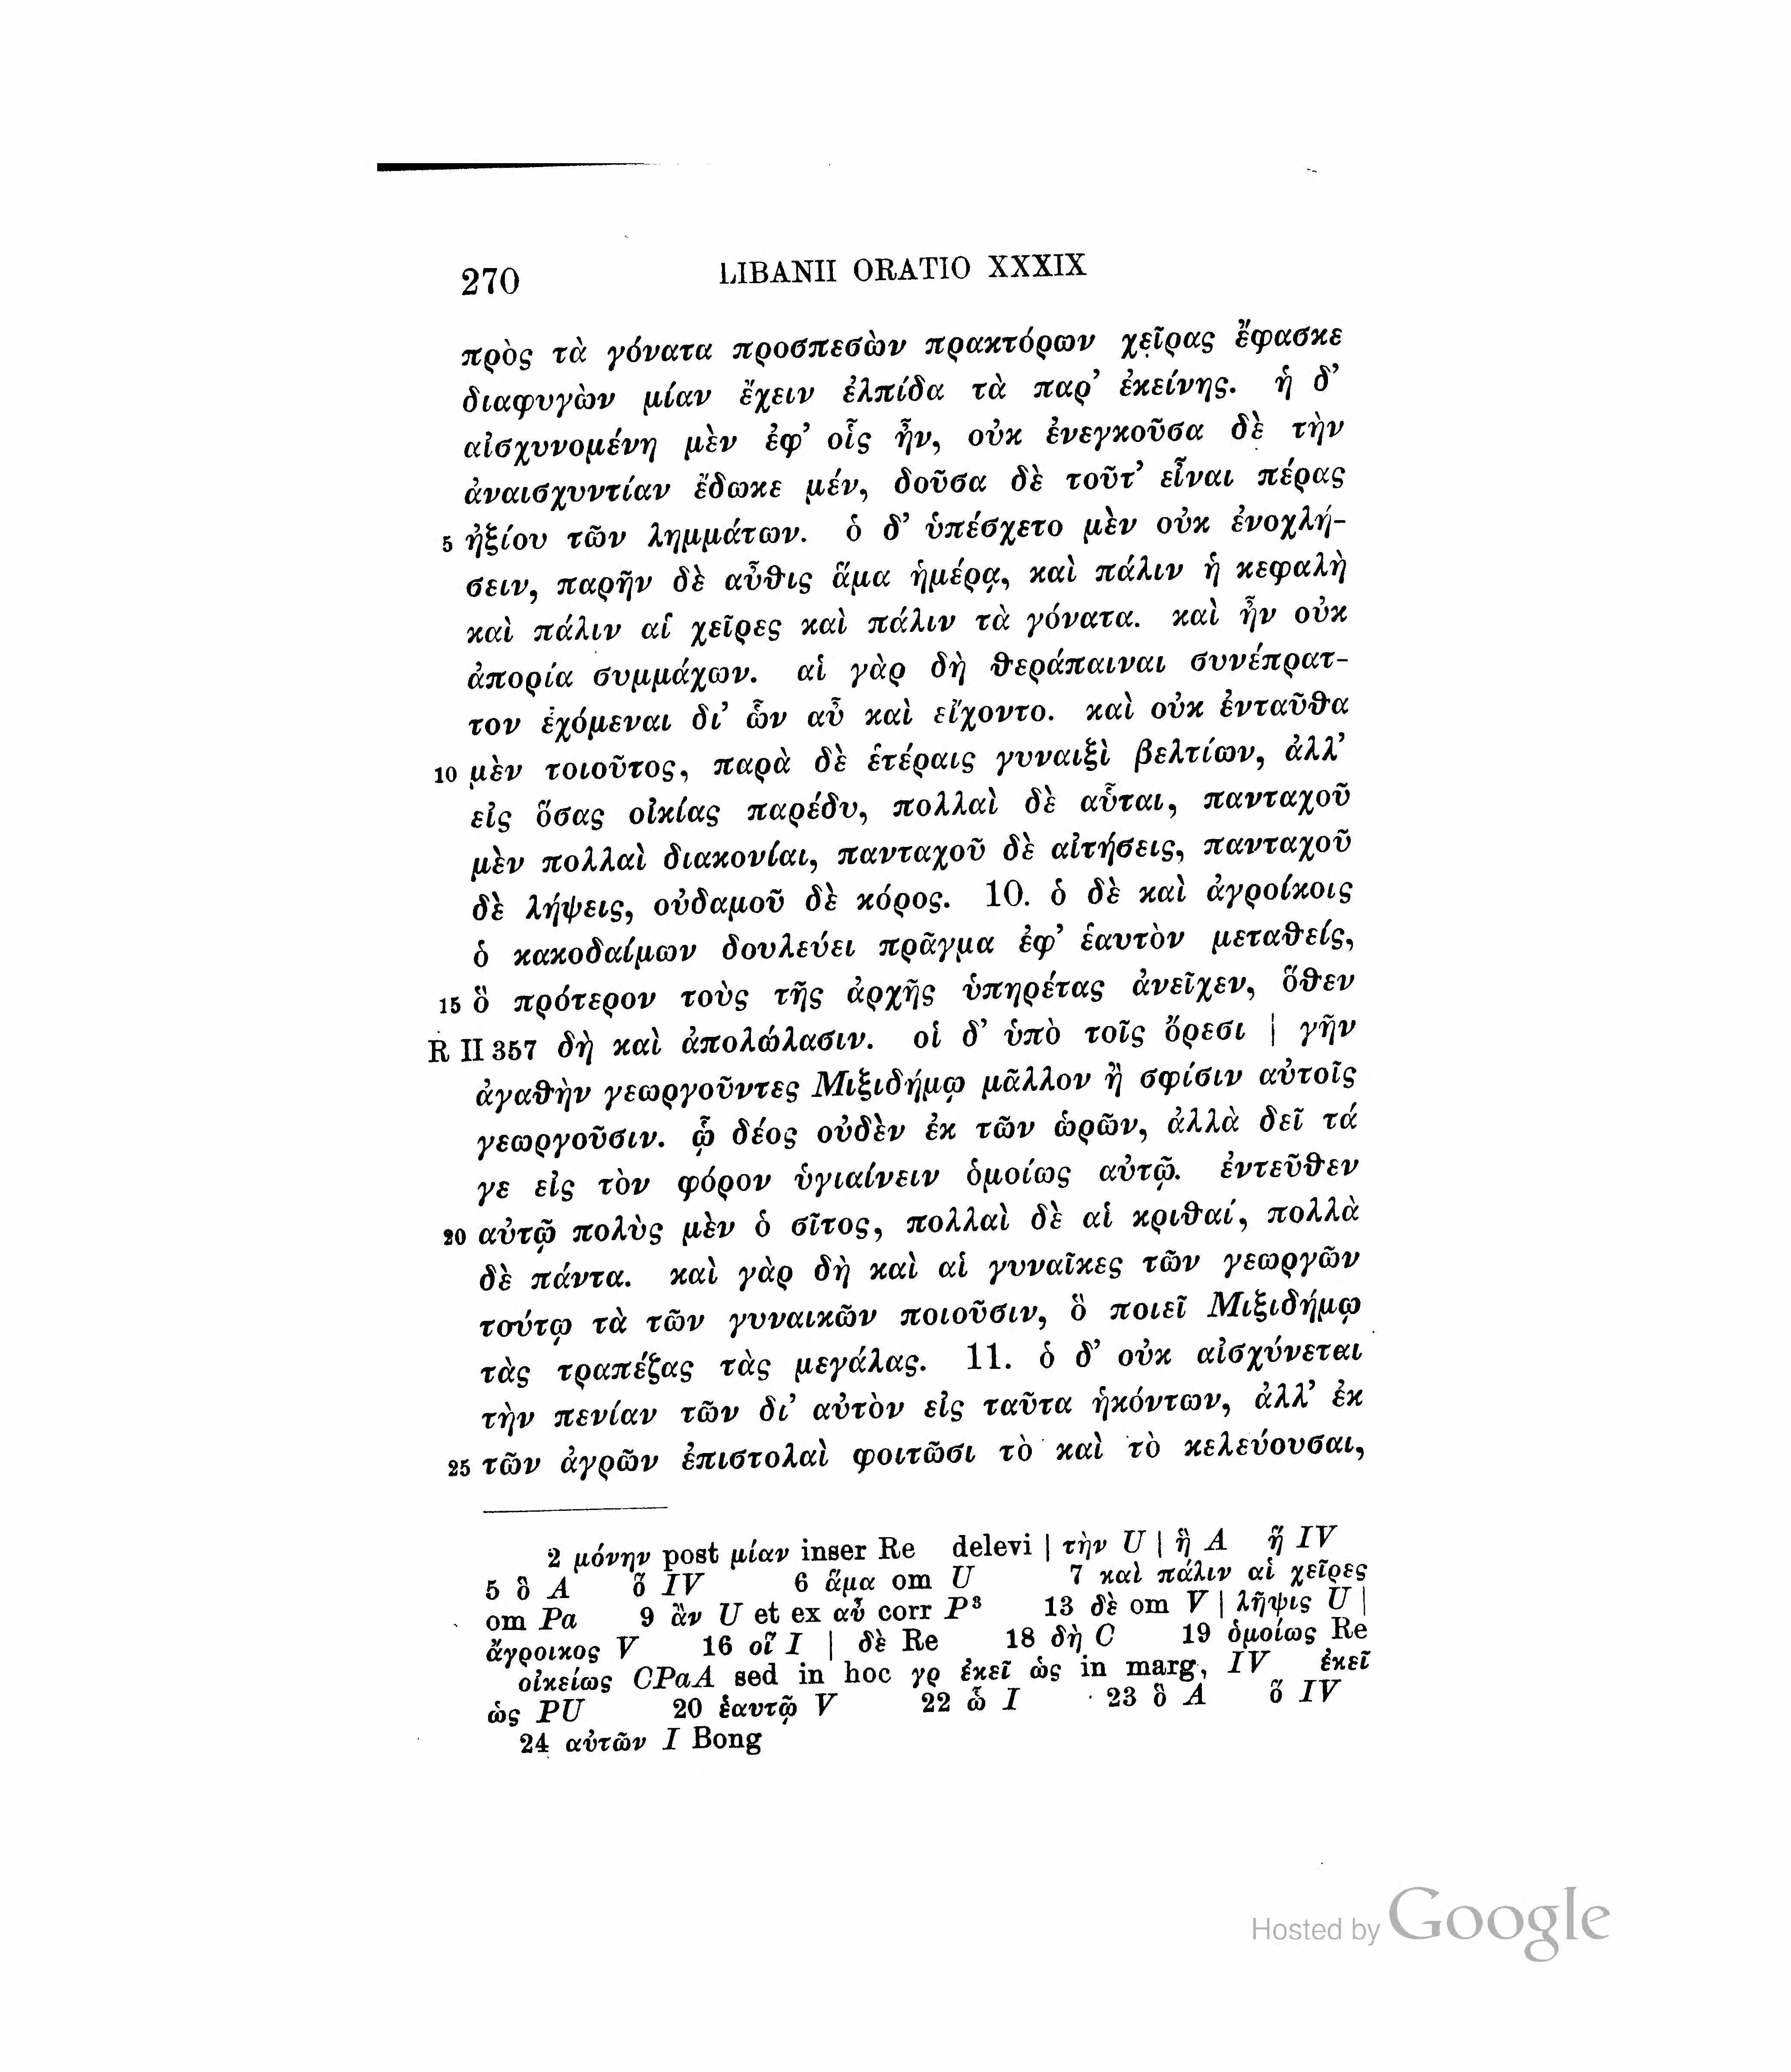 270 LIBANII ORATIO XXXIX
πρὸς τὰ γόνατα προσπεσὼν πρακτόρων χεῖρας ἔφασκε
διαφυγὼν μίαν ἔχειν ἐλπίδα τὰ παρ’ ἐκείνης. ἡ δ’
αἰσχυνομένη μὲν ἐφ’ οἷς ἦν, οὐκ ἐνεγκοῦσα δὲ τὴν
ἀναισχυντίαν ἔδωκε μέν, δοῦσα δὲ τοῦτ’ εἶναι πέρας
5 ἠξίου τῶν λημμάτων. ὁ δ’ ὑπέσχετο μὲν οὐκ ἐνοχλή-
σειν, παρῆν δὲ αὖθις ἅμα ἡμέρᾳ, καὶ πάλιν ἡ κεφαλὴ
καὶ πάλιν αἱ χεῖρες καὶ πάλιν τὰ γόνατα. καὶ ἦν οὐκ
ἀπορία συμμάχων. αἱ γὰρ δὴ θεράπαιναι συνέπρατ-
τον ἐχόμεναι δι’ ὧν αὖ καὶ εἴχοντο. καὶ οὐκ ἐνταῦθα
10 μὲν τοιοῦτος, παρὰ δὲ ἑτέραις γυναιξὶ βελτίων, ἀλλ’
εἰς ὅσας οἰκίας παρέδυ, πολλαὶ δὲ αὗται, πανταχοῦ
μὲν πολλαὶ διακονίαι, πανταχοῦ δὲ αἰτήσεις, πανταχοῦ
δὲ λήψεις, οὐδαμοῦ δὲ κόρος. 10. ὁ δὲ καὶ ἀγροίκοις
ὁ κακοδαίμων δουλεύει πρᾶγμα ἐφ’ ἑαυτὸν μεταθείς,
15 ὃ πρότερον τοὺς τῆς ἀρχῆς ὑπηρέτας ἀνεῖχεν, ὅθεν
R II 357 δὴ καὶ ἀπολώλασιν. οἱ δ’ ὑπὸ τοῖς ὄρεσι | γῆν
ἀγαθὴν γεωργοῦντες Μιξιδήμῳ μᾶλλον ἢ σφίσιν αὐτοῖς
γεωργοῦσιν. ᾧ δέος οὐδὲν ἐκ τῶν ὡρῶν, ἀλλὰ δεῖ τά
γε εἰς τὸν φόρον ὑγιαίνειν ὁμοίως αὐτῷ. ἐντεῦθεν
20 αὐτῷ πολὺς μὲν ὁ σῖτος, πολλαὶ δὲ αἱ κριθαί, πολλὰ
δὲ πάντα. καὶ γὰρ δὴ καὶ αἱ γυναῖκες τῶν γεωργῶν
τούτῳ τὰ τῶν γυναικῶν ποιοῦσιν, ὃ ποιεῖ Μιξιδήμῳ
τὰς τραπέζας τὰς μεγάλας. 11. ὁ δ’ οὐκ αἰσχύνεται
τὴν πενίαν τῶν δι’ αὐτὸν εἰς ταῦτα ἡκόντων, ἀλλ’ ἐκ
25 τῶν ἀγρῶν ἐπιστολαὶ φοιτῶσι τὸ καὶ τὸ κελεύουσαι,
2 μόνην post μίαν inser Re delevi | τὴν U | ἣ A ἥ IV
5 ὃ A ὅ IV 6 ἅμα om U 7 καὶ πάλιν αἱ χεῖρες
om Pa 9 ἂν U et ex αὖ corr P³ 13 δὲ om V | λῆψις U |
ἄγροικος V 16 οἵ I | δὲ Re 18 δὴ C 19 ὁμοίως Re
οἰκείως CPaA sed in hoc γρ ἐκεῖ ὡς in marg, IV ἐκεῖ
ὡς PU 20 ἑαυτῷ V 22 ὧ I 23 ὃ A ὅ IV
24 αὐτῶν I Bong
Hosted by Google